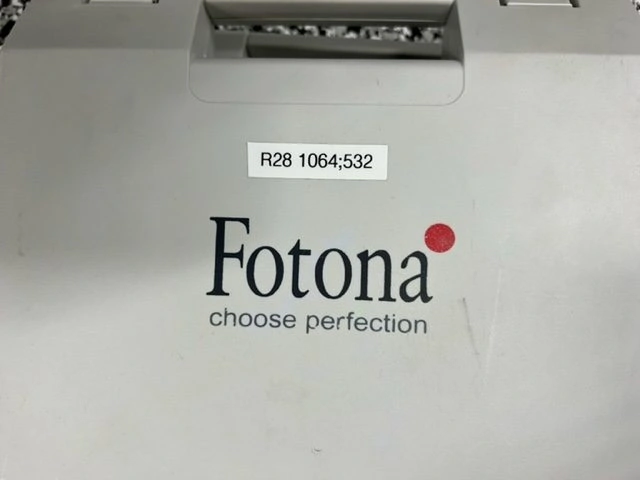 R28 1064;532
Fotona
choose perfection